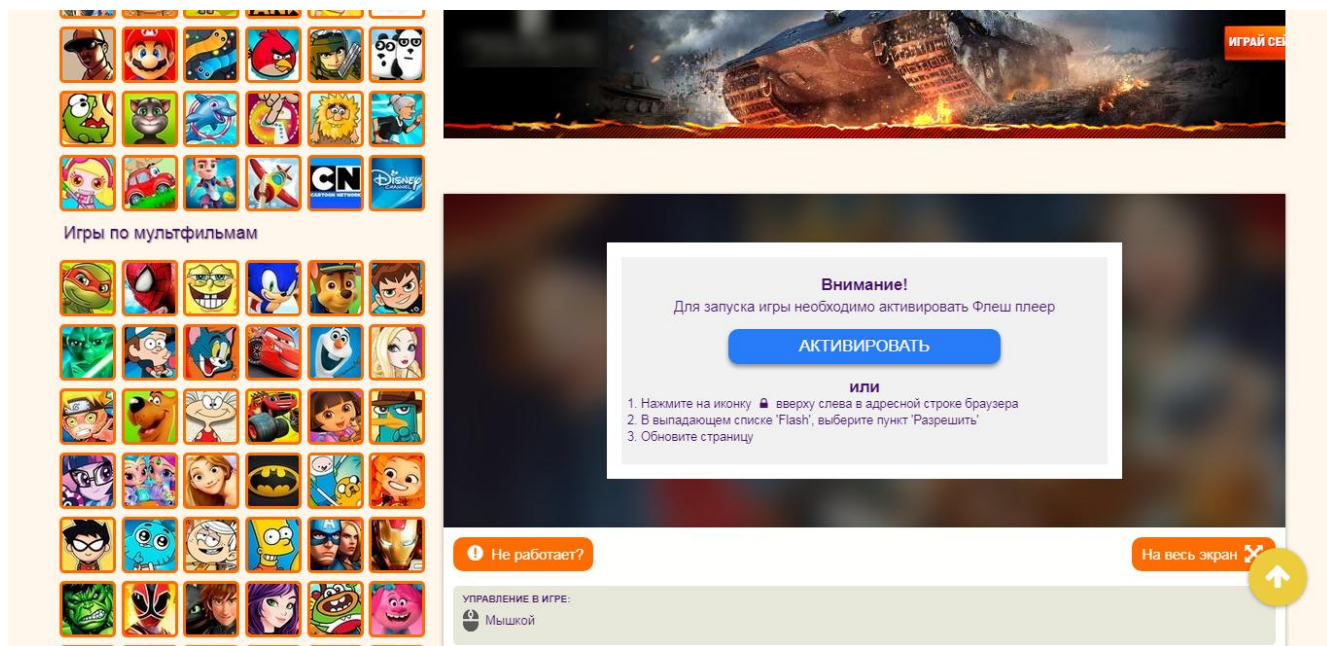 TANK
ИГРАЙ СЕЙ
CN
CARTOON NETWORK
Disney
CHANNEL
Игры по мультфильмам
Внимание!
Для запуска игры необходимо активировать Флеш плеер
АКТИВИРОВАТЬ
или
1. Нажмите на иконку вверху слева в адресной строке браузера
2. В выпадающем списке 'Flash', выберите пункт 'Разрешить'
3. Обновите страницу
Не работает?
На весь экран
УПРАВЛЕНИЕ В ИГРЕ:
Мышкой